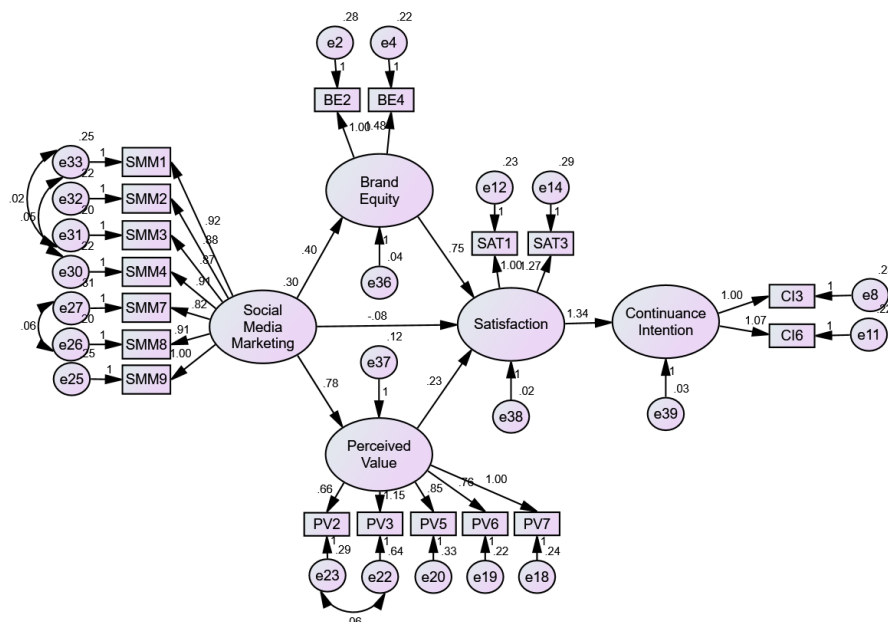 .28
.22
e2
e4
1
1
BE2
BE4
1.00
1.48
.25
e33
1
SMM1
.22
e32
1
SMM2
.20
e31
1
SMM3
.22
e30
1
SMM4
.31
e27
1
SMM7
.20
e26
1
SMM8
.25
e25
1
SMM9
.02
.05
.06
.92
.88
.87
.91
.82
.91
1.00
Brand
Equity
1
.04
e36
.40
.30
Social
Media
Marketing
-.08
.75
.23
e12
.29
e14
1
1
SAT1
SAT3
1.00
1.27
Satisfaction
1.34
Continuance
Intention
1.00
CI3
1
e8
1.07
CI6
1
e11
.22
1
.02
e38
1
.03
e39
.12
e37
1
.78
.23
Perceived
Value
.66
1.15
.85
.76
1.00
PV2
PV3
PV5
PV6
PV7
1
.29
1
.64
1
.33
1
.22
1
.24
e23
e22
e20
e19
e18